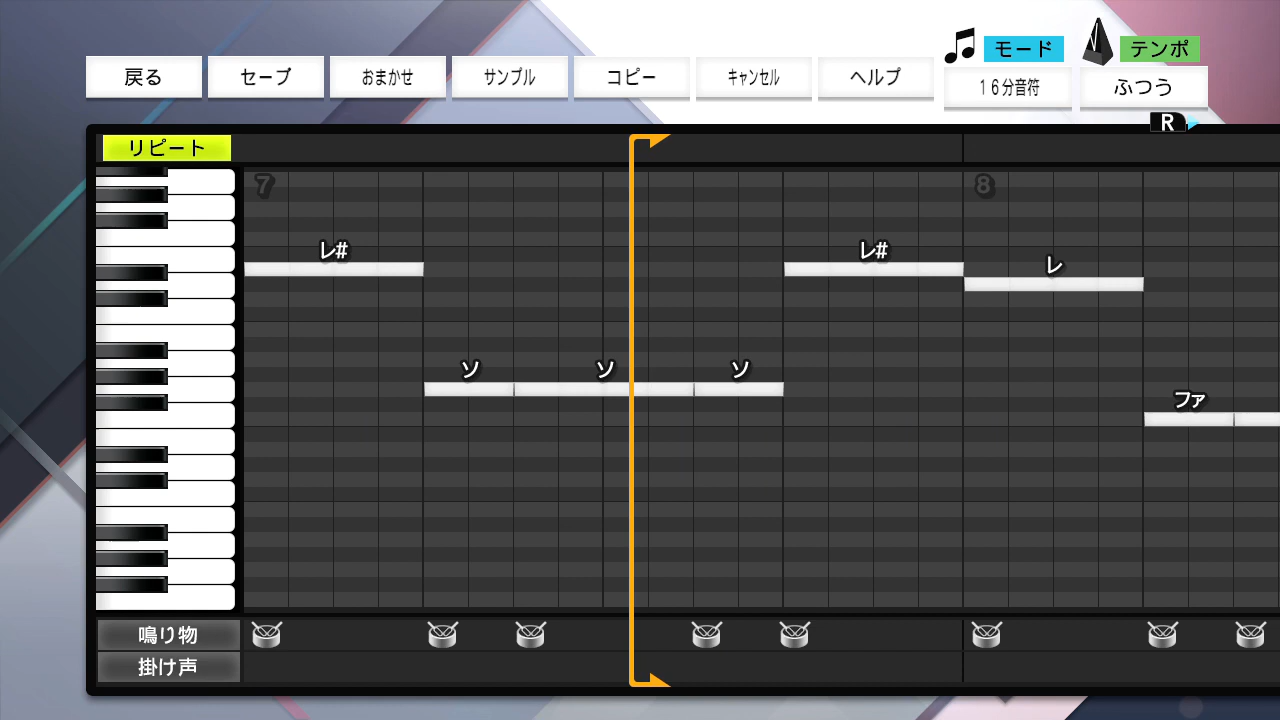 モード
テンポ
戻る
セーブ
おまかせ
サンプル
コピー
キャンセル
ヘルプ
16分音符
ふつう
R
リピート
7
8
レ#
レ#
レ
ソ
ソ
ソ
ファ
鳴り物
掛け声